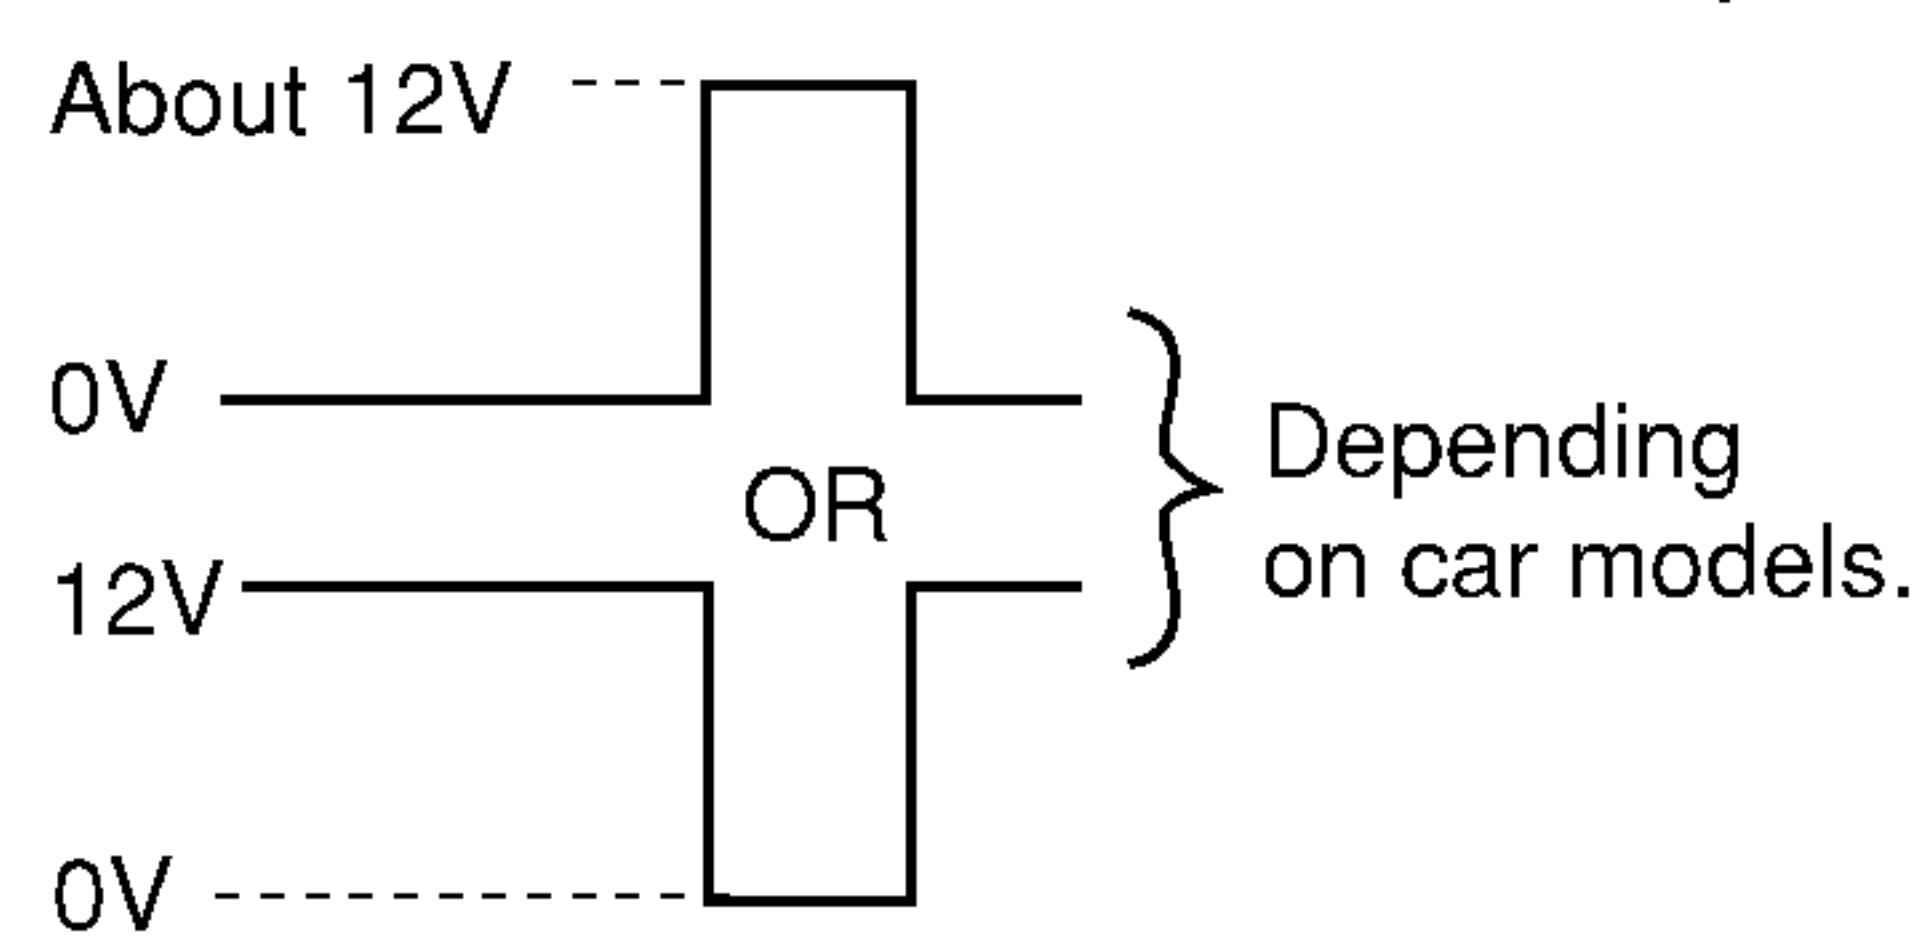 About 12V
0V
OR
12V
0V
Depending
on car models.